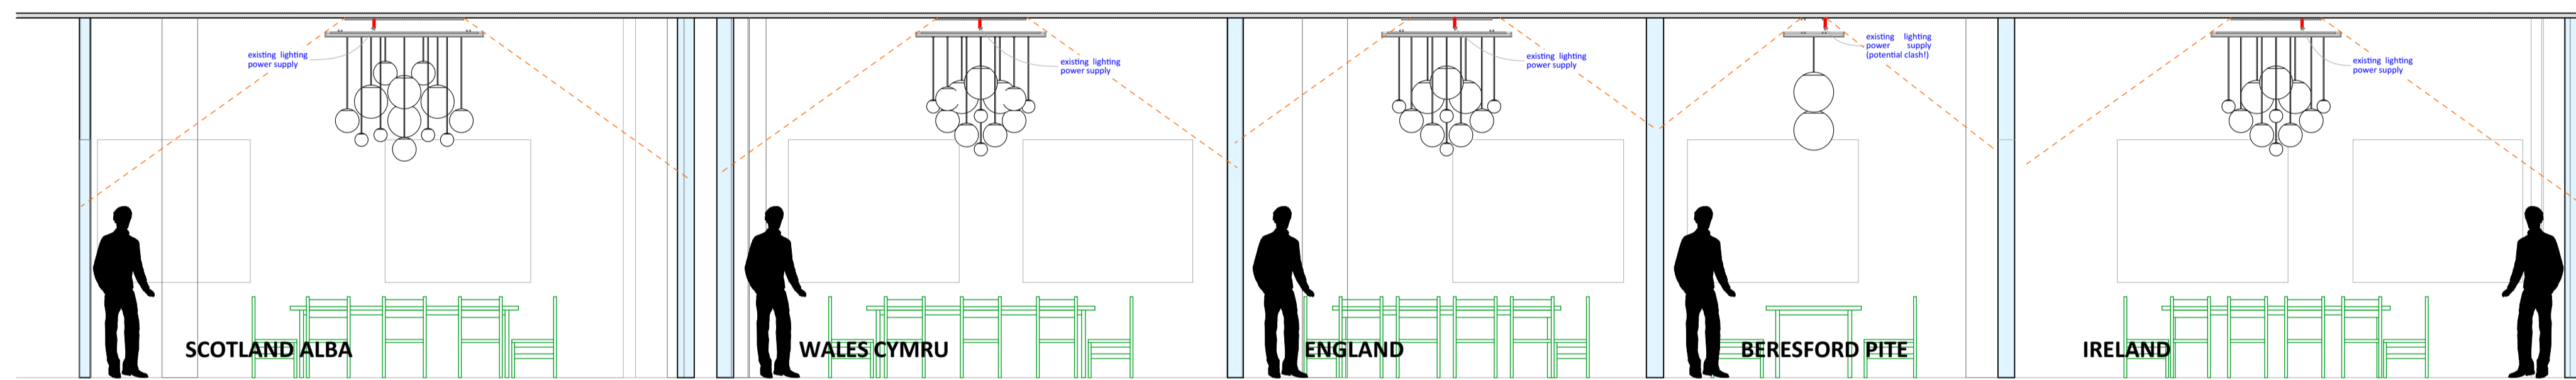 existing lighting
power supply
existing lighting
power supply
existing lighting
power supply
existing lighting
power supply
(potential clash!)
existing lighting
power supply
SCOTLAND ALBA
WALES CYMRU
ENGLAND
BERESFORD PITE
IRELAND